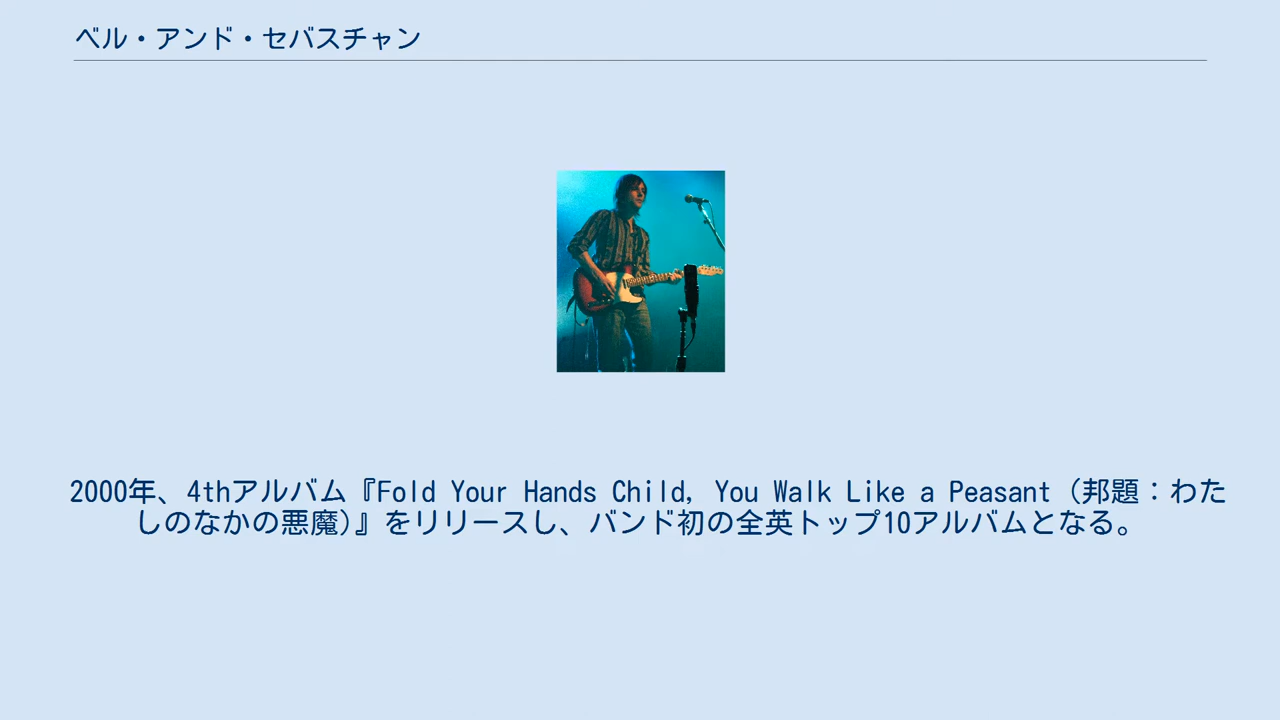 ベル・アンド・セバスチャン
2000年、4thアルバム『Fold Your Hands Child, You Walk Like a Peasant (邦題：わた
しのなかの悪魔)』をリリースし、バンド初の全英トップ10アルバムとなる。